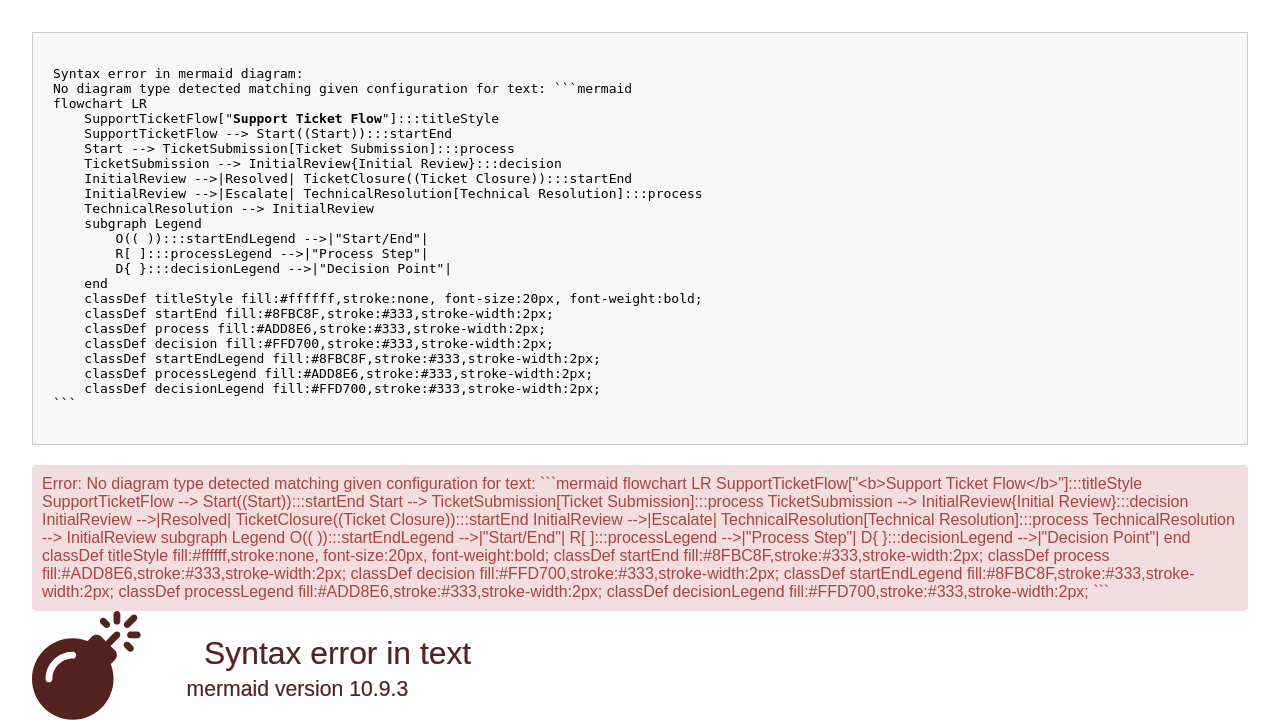 Syntax error in mermaid diagram:
No diagram type detected matching given configuration for text: ```mermaid
flowchart LR
    SupportTicketFlow["Support Ticket Flow"]:::titleStyle
    SupportTicketFlow --> Start((Start)):::startEnd
    Start --> TicketSubmission[Ticket Submission]:::process
    TicketSubmission --> InitialReview{Initial Review}:::decision
    InitialReview -->|Resolved| TicketClosure((Ticket Closure)):::startEnd
    InitialReview -->|Escalate| TechnicalResolution[Technical Resolution]:::process
    TechnicalResolution --> InitialReview
    subgraph Legend
        O(( )):::startEndLegend -->|"Start/End"|
        R[ ]:::processLegend -->|"Process Step"|
        D{ }:::decisionLegend -->|"Decision Point"|
    end
    classDef titleStyle fill:#ffffff,stroke:none, font-size:20px, font-weight:bold;
    classDef startEnd fill:#8FBC8F,stroke:#333,stroke-width:2px;
    classDef process fill:#ADD8E6,stroke:#333,stroke-width:2px;
    classDef decision fill:#FFD700,stroke:#333,stroke-width:2px;
    classDef startEndLegend fill:#8FBC8F,stroke:#333,stroke-width:2px;
    classDef processLegend fill:#ADD8E6,stroke:#333,stroke-width:2px;
    classDef decisionLegend fill:#FFD700,stroke:#333,stroke-width:2px;
```
Error: No diagram type detected matching given configuration for text: ```mermaid flowchart LR SupportTicketFlow["<b>Support Ticket Flow</b>"]:::titleStyle
SupportTicketFlow --> Start((Start)):::startEnd Start --> TicketSubmission[Ticket Submission]:::process TicketSubmission --> InitialReview{Initial Review}:::decision
InitialReview -->|Resolved| TicketClosure((Ticket Closure)):::startEnd InitialReview -->|Escalate| TechnicalResolution[Technical Resolution]:::process TechnicalResolution
--> InitialReview subgraph Legend O(( )):::startEndLegend -->|"Start/End"| R[ ]:::processLegend -->|"Process Step"| D{ }:::decisionLegend -->|"Decision Point"| end
classDef titleStyle fill:#ffffff,stroke:none, font-size:20px, font-weight:bold; classDef startEnd fill:#8FBC8F,stroke:#333,stroke-width:2px; classDef process
fill:#ADD8E6,stroke:#333,stroke-width:2px; classDef decision fill:#FFD700,stroke:#333,stroke-width:2px; classDef startEndLegend fill:#8FBC8F,stroke:#333,stroke-
width:2px; classDef processLegend fill:#ADD8E6,stroke:#333,stroke-width:2px; classDef decisionLegend fill:#FFD700,stroke:#333,stroke-width:2px; ```
Syntax error in text
mermaid version 10.9.3